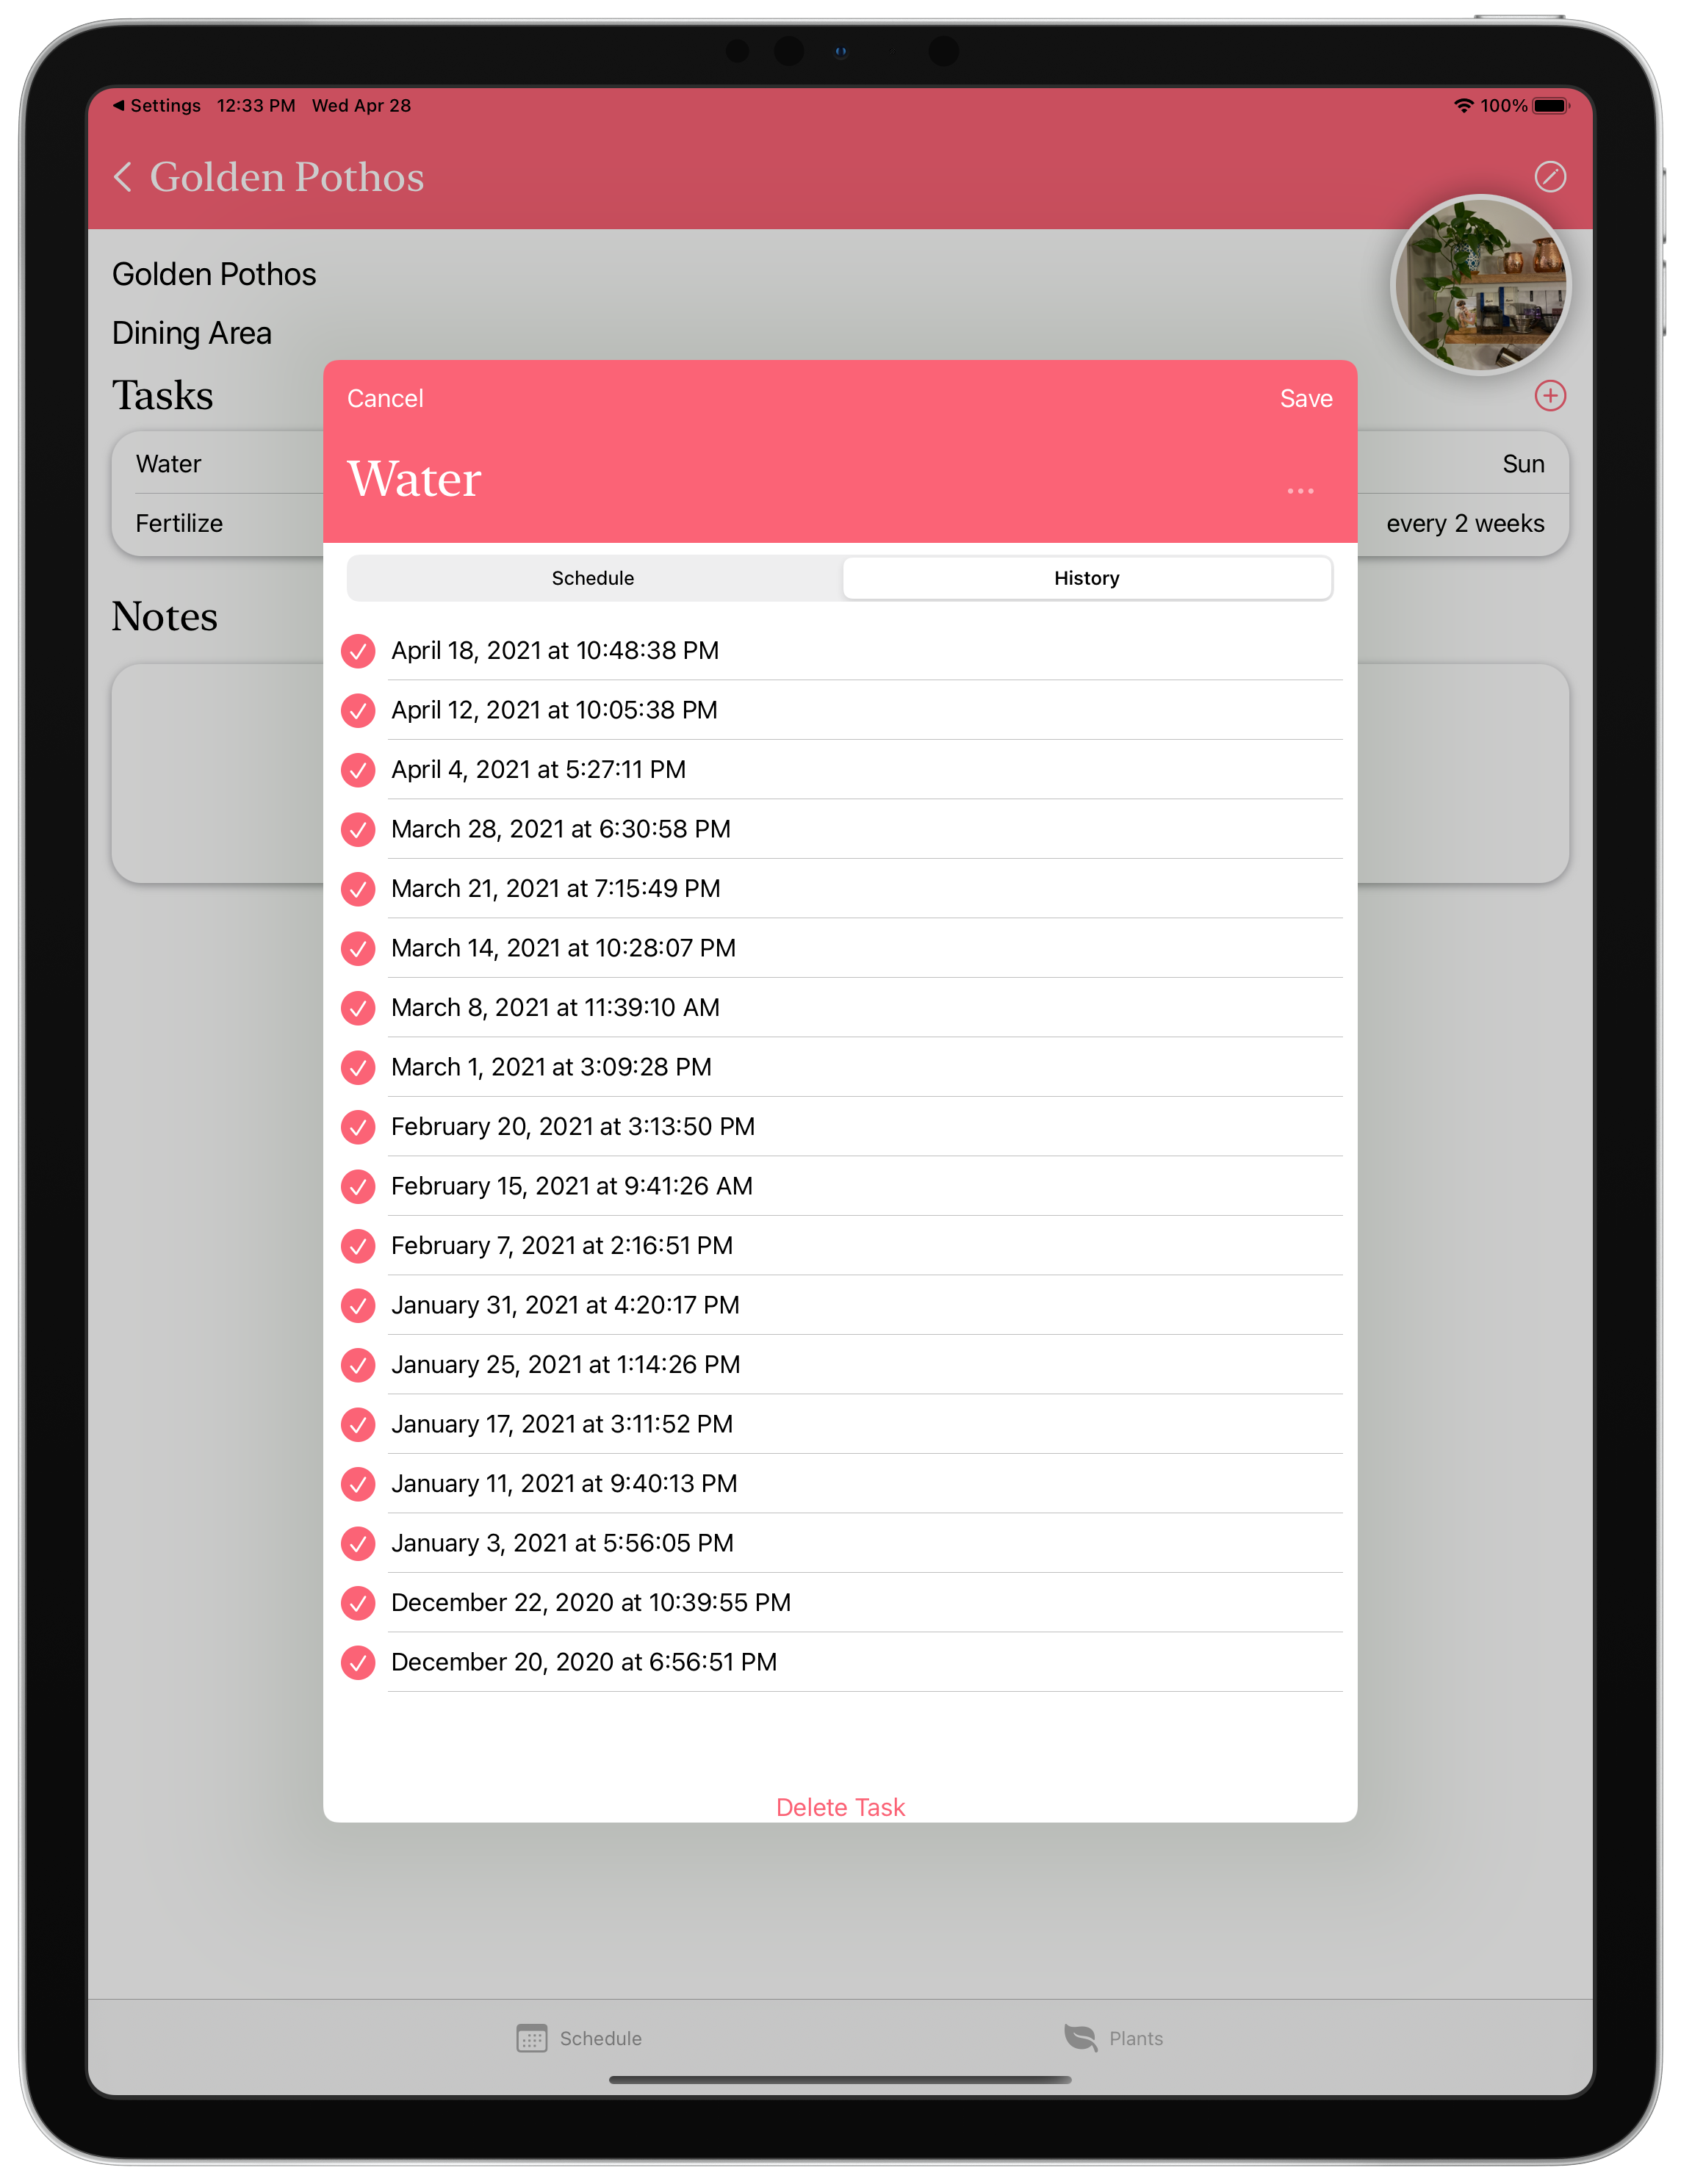 Settings 12:33 PM Wed Apr 28 100%
Golden Pothos
Golden Pothos
Dining Area
Tasks
Water Sun
Fertilize every 2 weeks
Notes
Cancel Save
Water
Schedule History
April 18, 2021 at 10:48:38 PM
April 12, 2021 at 10:05:38 PM
April 4, 2021 at 5:27:11 PM
March 28, 2021 at 6:30:58 PM
March 21, 2021 at 7:15:49 PM
March 14, 2021 at 10:28:07 PM
March 8, 2021 at 11:39:10 AM
March 1, 2021 at 3:09:28 PM
February 20, 2021 at 3:13:50 PM
February 15, 2021 at 9:41:26 AM
February 7, 2021 at 2:16:51 PM
January 31, 2021 at 4:20:17 PM
January 25, 2021 at 1:14:26 PM
January 17, 2021 at 3:11:52 PM
January 11, 2021 at 9:40:13 PM
January 3, 2021 at 5:56:05 PM
December 22, 2020 at 10:39:55 PM
December 20, 2020 at 6:56:51 PM
Delete Task
Schedule Plants